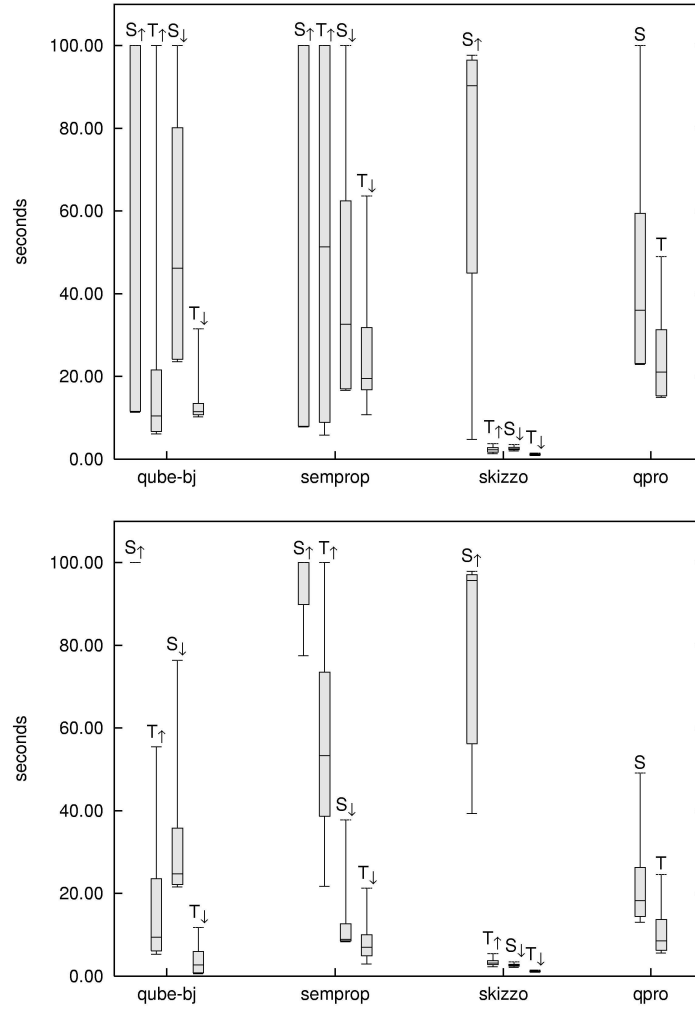 S↑ T↑ S↓ S↑ T↑ S↓ S↑ S
100.00
80.00
T↓
60.00
seconds
T
40.00
T↓
20.00
T↑ S↓ T↓
0.00
qube-bj semprop skizzo qpro
S↑ S↑ T↑ S↑
100.00
80.00
S↓
60.00
T↑
seconds
S
40.00
S↓
T↓ T
20.00
T↓
T↑ S↓ T↓
0.00
qube-bj semprop skizzo qpro